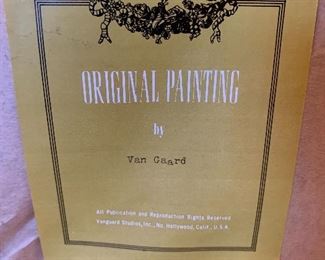 ORIGINAL PAINTING
by
Van Gaard
All Publication and Reproduction Rights Reserved
Vanguard Studios, Inc., No. Hollywood, Calif., U.S.A.